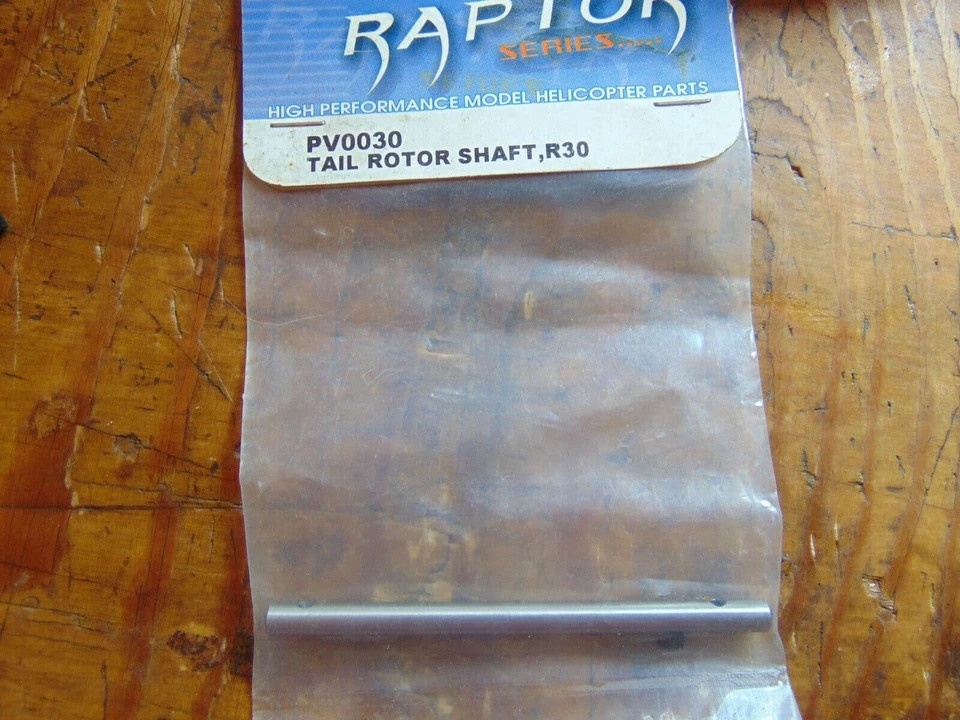 RAPTOR
SERIES.....
HIGH PERFORMANCE MODEL HELICOPTER PARTS
PV0030
TAIL ROTOR SHAFT,R30